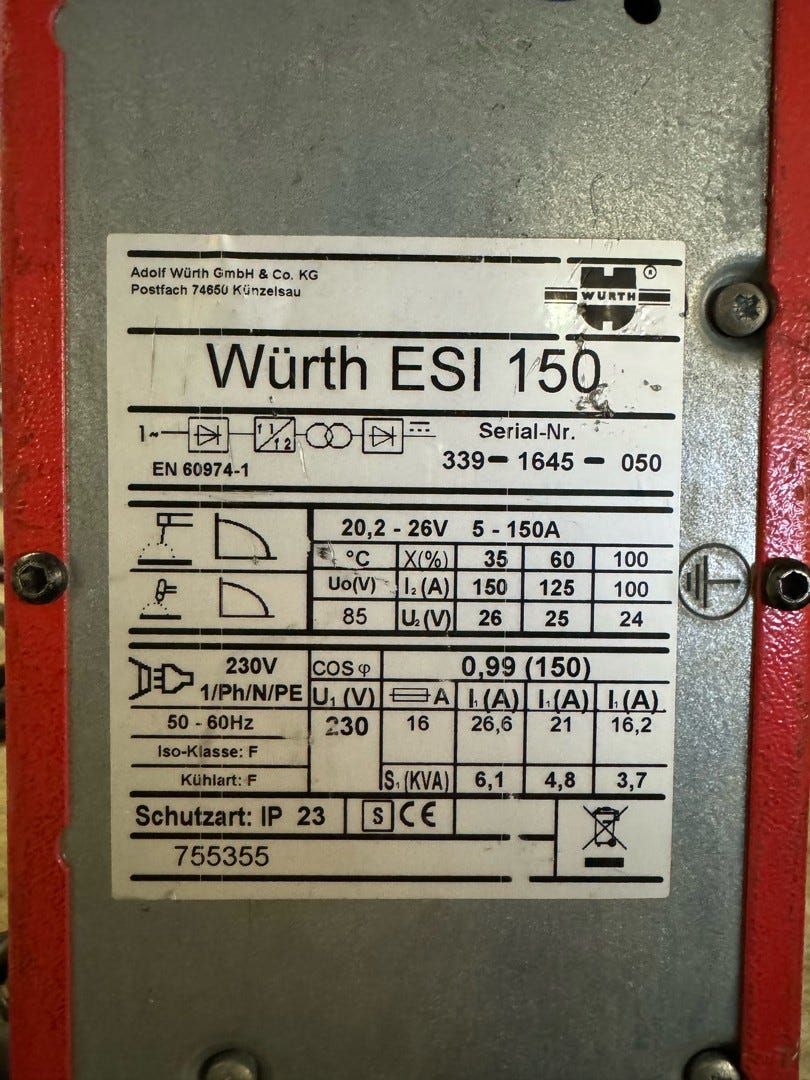 Adolf Würth GmbH & Co. KG
Postfach 74650 Künzelsau
WÜRTH ®
Würth ESI 150
1~ f1 f2
EN 60974-1
Serial-Nr.
339-1645-050
20,2 - 26V 5 - 150A
°C X(%) 35 60 100
Uo(V) I2(A) 150 125 100
85 U2(V) 26 25 24
230V
1/Ph/N/PE
COS φ 0,99 (150)
U1(V) A I1(A) I1(A) I1(A)
50 - 60Hz 230 16 26,6 21 16,2
Iso-Klasse: F
Kühlart: F S1(KVA) 6,1 4,8 3,7
Schutzart: IP 23 S CE
755355